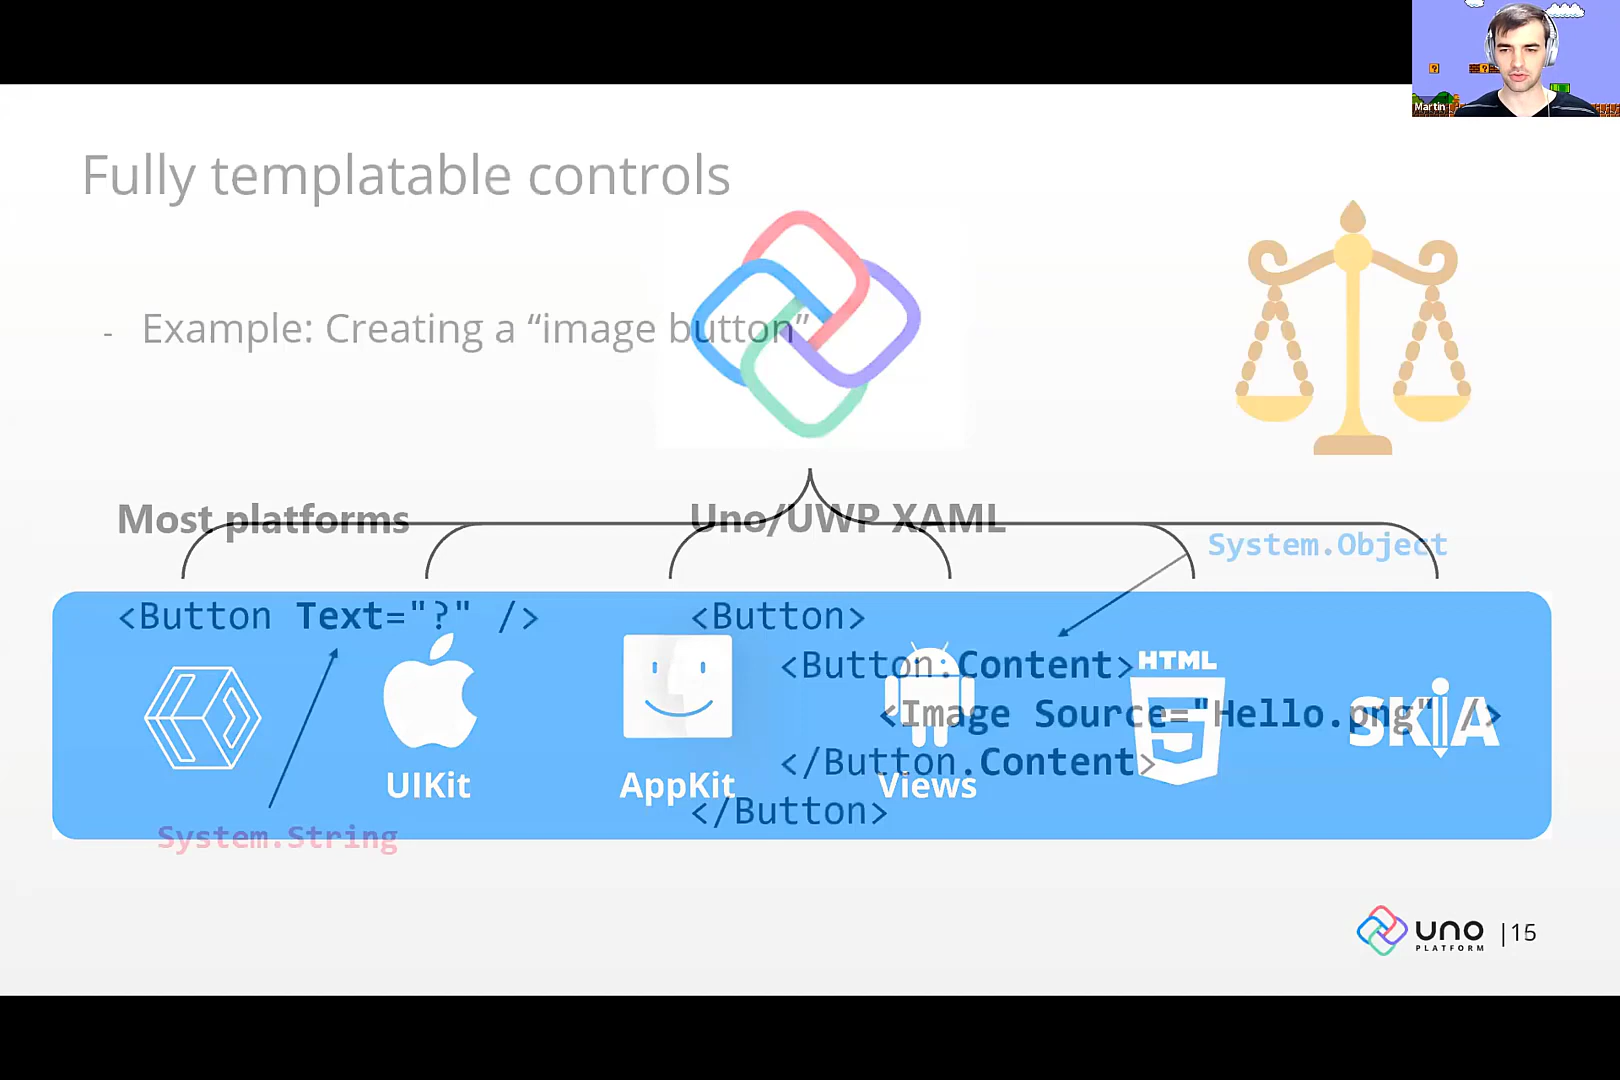 Martin
Fully templatable controls
- Example: Creating a “image button”
Most platforms
Uno/UWP XAML
System.Object
<Button Text="?" />
System.String
<Button>
<Button.Content>
<Image Source="Hello.png" />
</Button.Content>
</Button>
UIKit
AppKit
Views
HTML
5
SKIA
uno
PLATFORM
|15